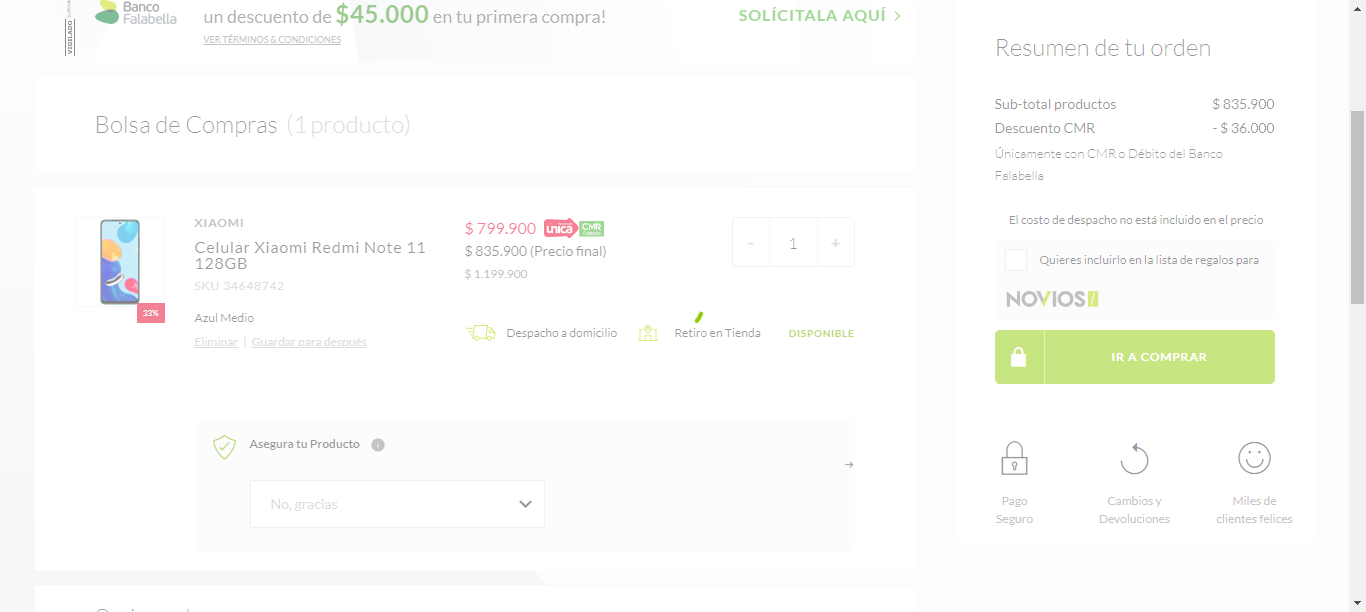 VIGILADO
Banco
Falabella
un descuento de $45.000 en tu primera compra!
VER TÉRMINOS & CONDICIONES
SOLÍCITALA AQUÍ >
Bolsa de Compras (1 producto)
XIAOMI
Celular Xiaomi Redmi Note 11
128GB
SKU 34648742
33%
Azul Medio
Eliminar | Guardar para después
$ 799.900 única CMR
$ 835.900 (Precio final)
$ 1.199.900
- 1 +
Despacho a domicilio Retiro en Tienda DISPONIBLE
Asegura tu Producto i
No, gracias
Resumen de tu orden
Sub-total productos $ 835.900
Descuento CMR - $ 36.000
Únicamente con CMR o Débito del Banco
Falabella
El costo de despacho no está incluido en el precio
Quieres incluirlo en la lista de regalos para
NOVIOS
IR A COMPRAR
Pago
Seguro
Cambios y
Devoluciones
Miles de
clientes felices